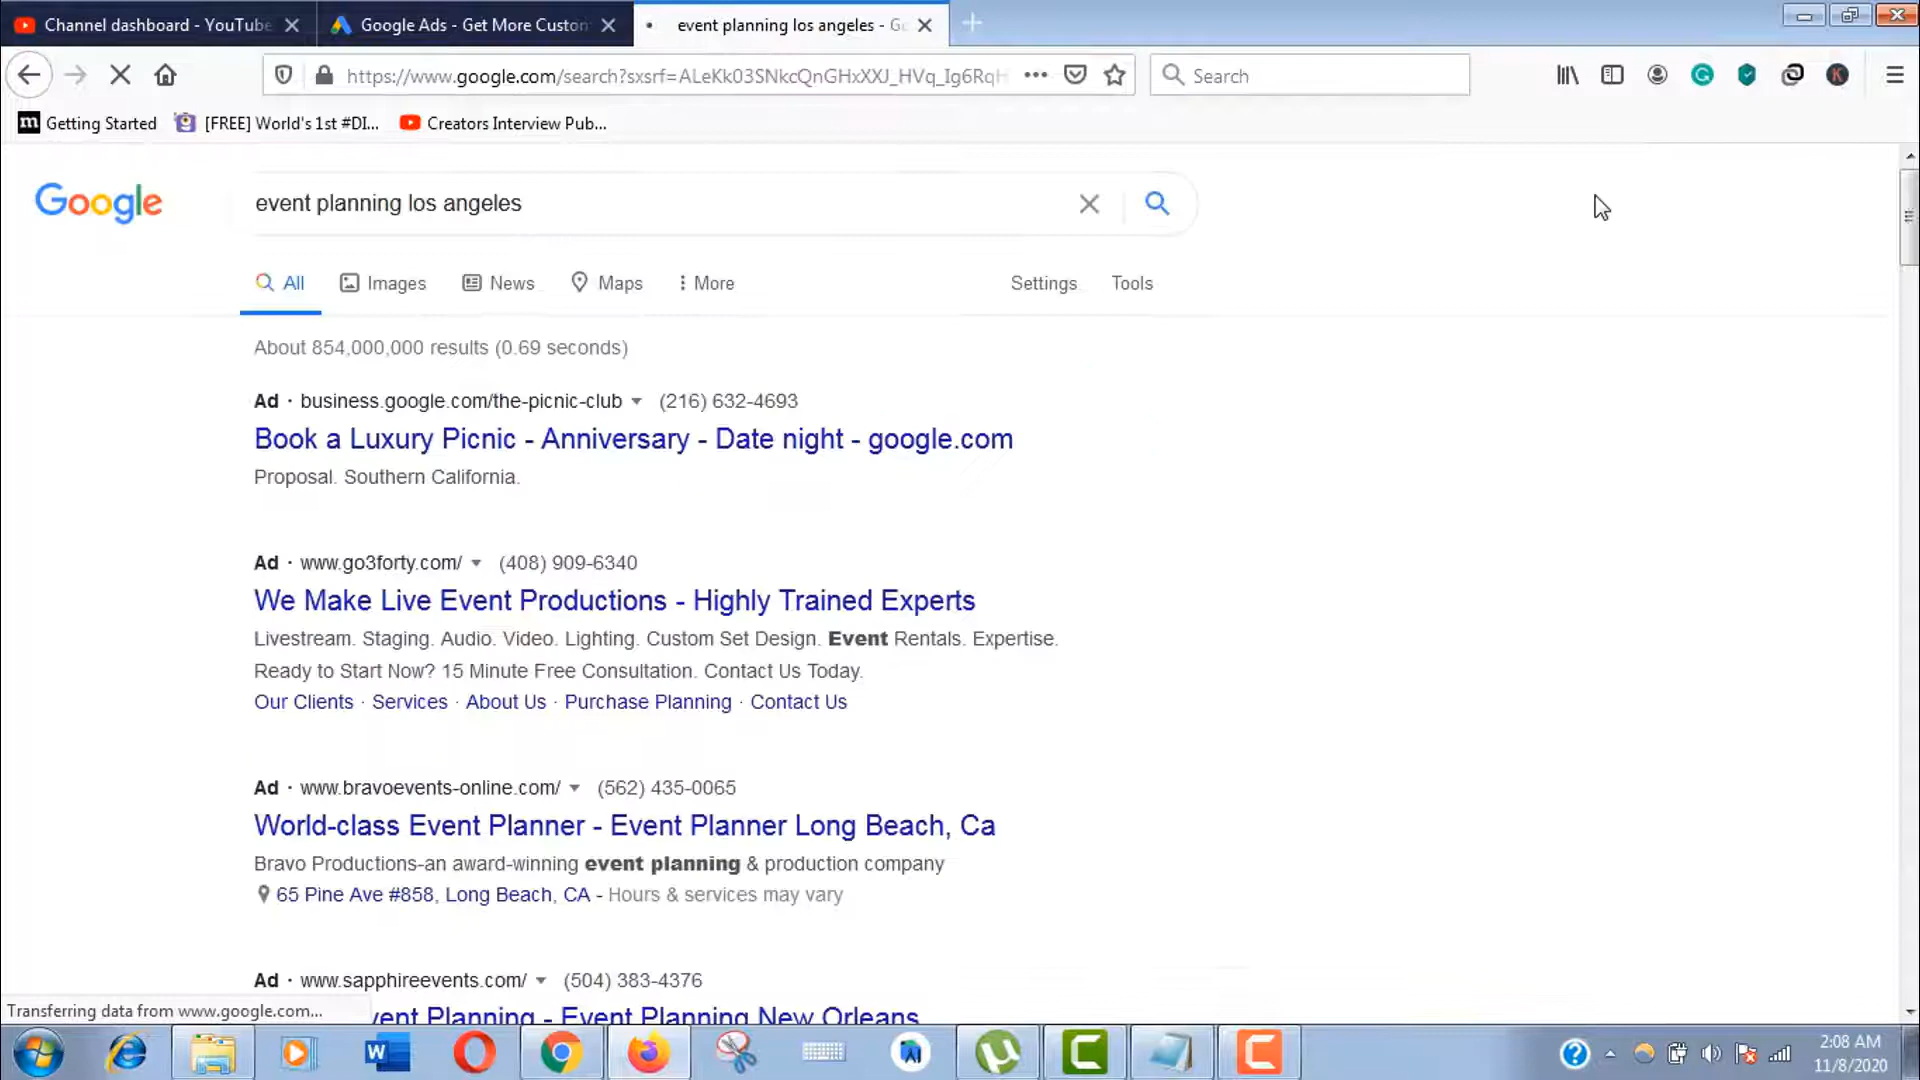 Channel dashboard - YouTube
Google Ads - Get More Custon
event planning los angeles - Go
https://www.google.com/search?sxsrf=ALeKk03SNkcQnGHxXXJ_HVq_Ig6RqH
Search
Getting Started
[FREE] World's 1st #DI...
Creators Interview Pub...
Google
event planning los angeles
All
Images
News
Maps
More
Settings
Tools
About 854,000,000 results (0.69 seconds)
Ad · business.google.com/the-picnic-club (216) 632-4693
Book a Luxury Picnic - Anniversary - Date night - google.com
Proposal. Southern California.
Ad · www.go3forty.com/ (408) 909-6340
We Make Live Event Productions - Highly Trained Experts
Livestream. Staging. Audio. Video. Lighting. Custom Set Design. Event Rentals. Expertise.
Ready to Start Now? 15 Minute Free Consultation. Contact Us Today.
Our Clients · Services · About Us · Purchase Planning · Contact Us
Ad · www.bravoevents-online.com/ (562) 435-0065
World-class Event Planner - Event Planner Long Beach, Ca
Bravo Productions-an award-winning event planning & production company
65 Pine Ave #858, Long Beach, CA - Hours & services may vary
Ad · www.sapphireevents.com/ (504) 383-4376
Planning - Event Planning New Orleans
Transferring data from www.google.com...
2:08 AM
11/8/2020